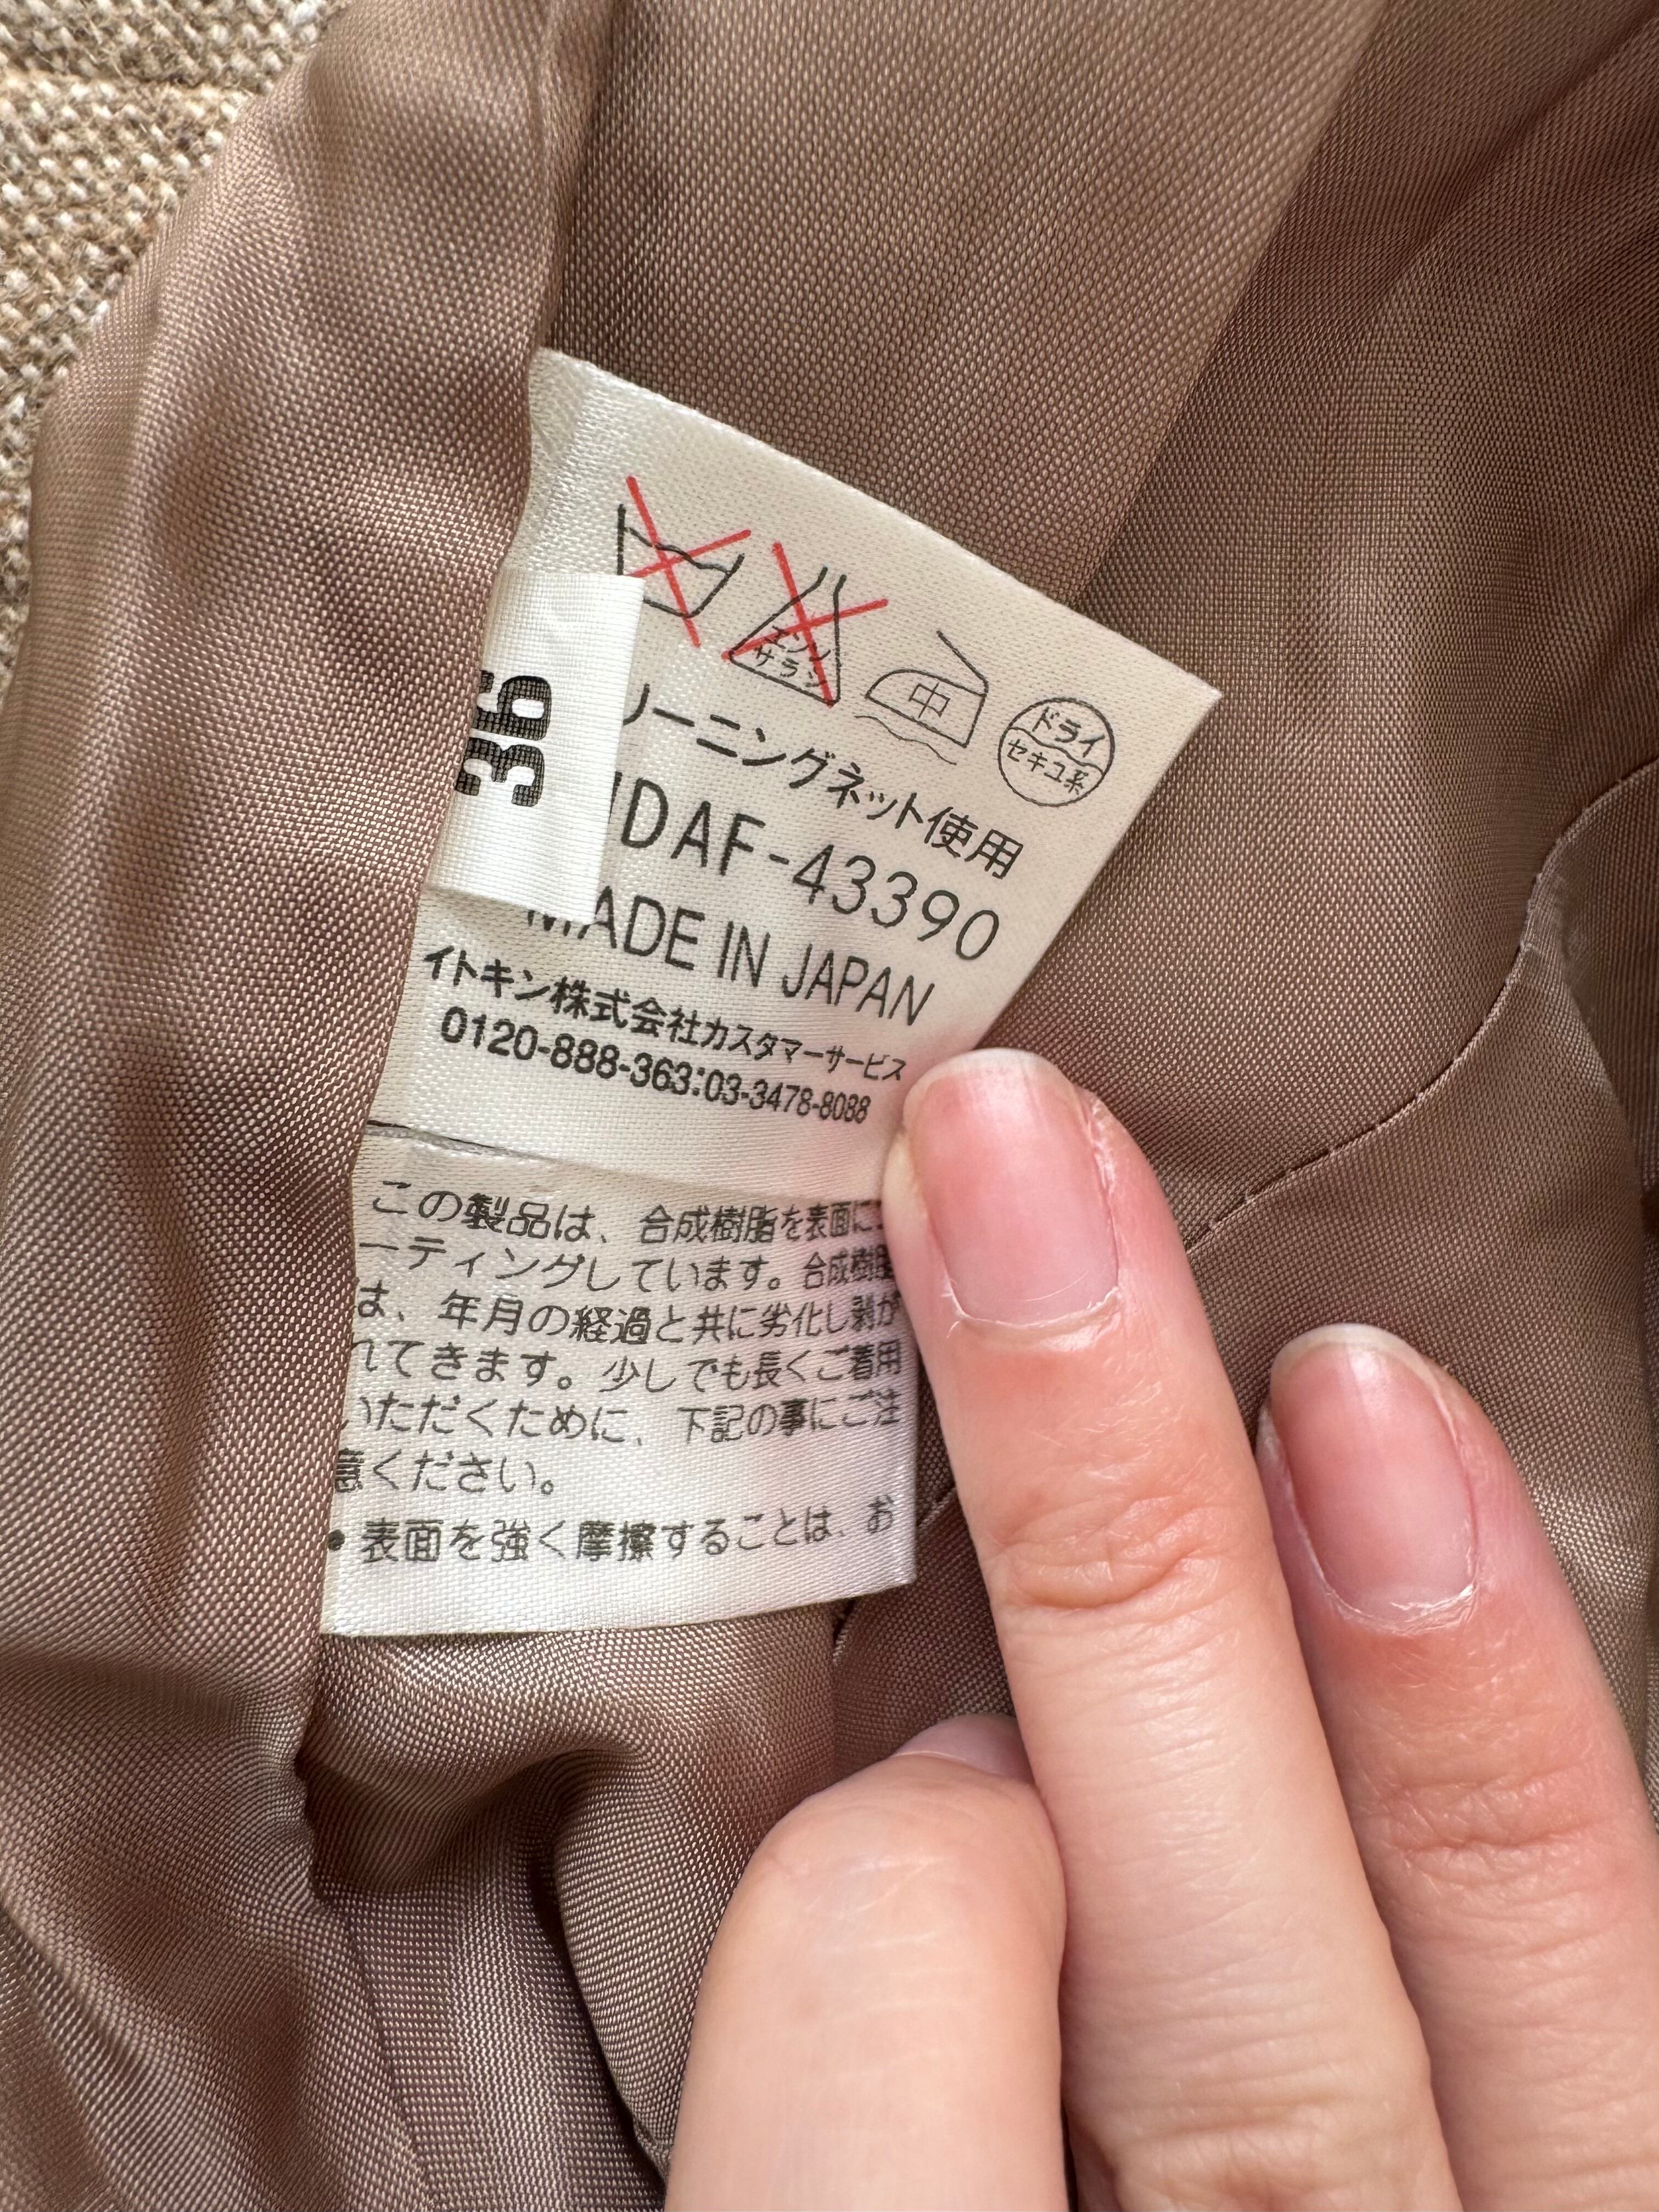 36
エンソ
サラシ
中
ドライ
セキユ系
リーニングネット使用
DAF-43390
MADE IN JAPAN
イトキン株式会社カスタマーサービス
0120-888-363:03-3478-8088
この製品は、合成樹脂を表面に
ーティングしています。合成樹脂
は、年月の経過と共に劣化し剥が
れてきます。少しでも長くご着用
いただくために、下記の事にご注
意ください。
• 表面を強く摩擦することは、お